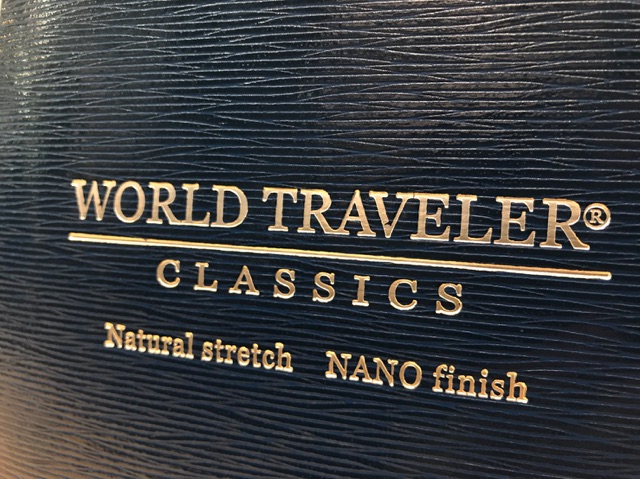 WORLD TRAVELER®
CLASSICS
Natural stretch NANO finish